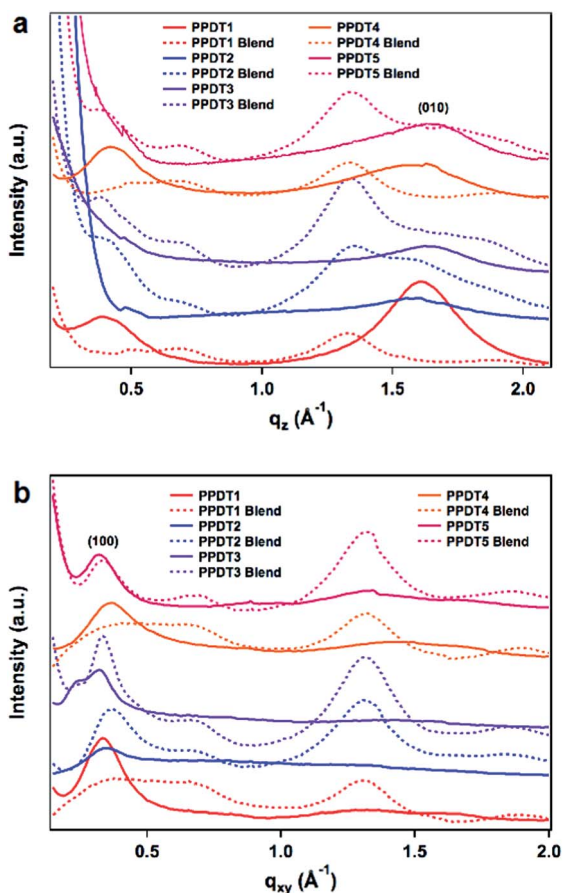 a
PPDT1 PPDT4
PPDT1 Blend PPDT4 Blend
PPDT2 PPDT5
PPDT2 Blend PPDT5 Blend
PPDT3
PPDT3 Blend
(010)
Intensity (a.u.)
0.5 1.0 1.5 2.0
qz (Å-1)
b
PPDT1 PPDT4
PPDT1 Blend PPDT4 Blend
PPDT2 PPDT5
PPDT2 Blend PPDT5 Blend
PPDT3
PPDT3 Blend
(100)
Intensity (a.u.)
0.5 1.0 1.5 2.0
qxy (Å-1)